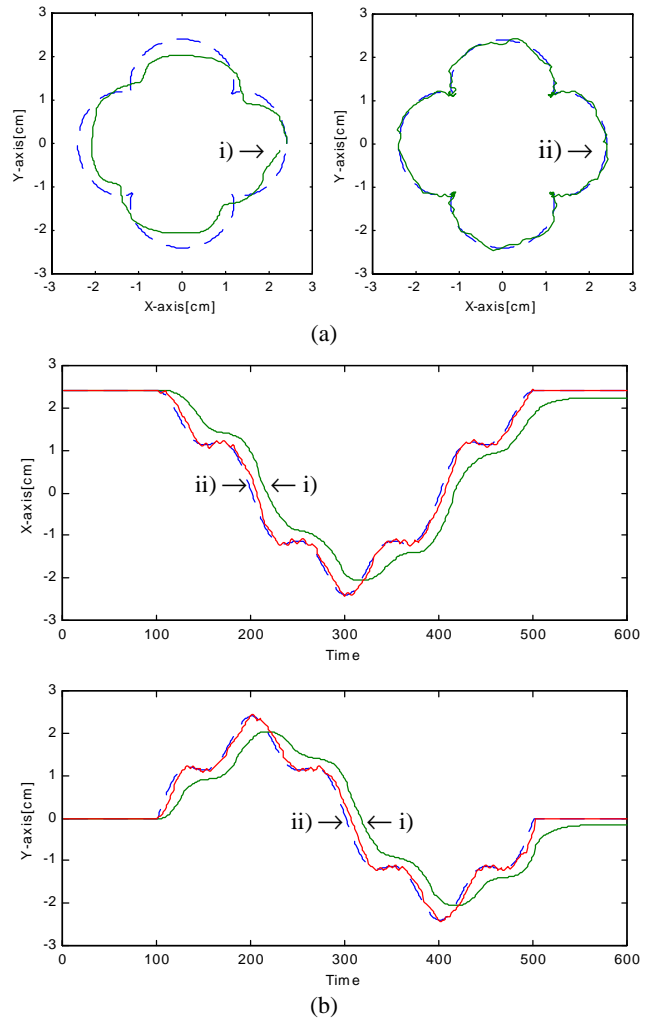 3
2
1
0
-1
-2
-3
Y-axis[cm]
i) →
-3 -2 -1 0 1 2 3
X-axis[cm]
3
2
1
0
-1
-2
-3
Y-axis[cm]
ii) →
-3 -2 -1 0 1 2 3
X-axis[cm]
(a)
3
2
1
0
-1
-2
-3
X-axis[cm]
ii) → ← i)
0 100 200 300 400 500 600
Time
3
2
1
0
-1
-2
-3
Y-axis[cm]
ii) → ← i)
0 100 200 300 400 500 600
Time
(b)